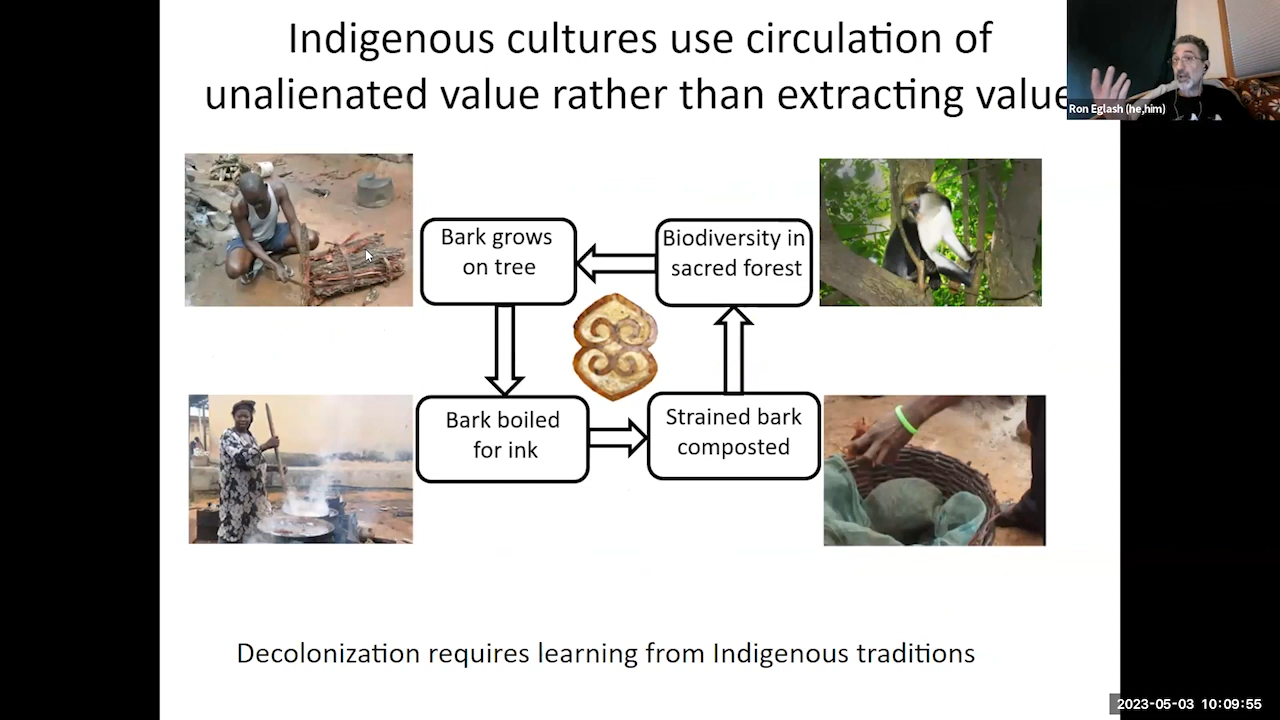 Indigenous cultures use circulation of
unalienated value rather than extracting value
Ron Eglash (he,him)
Bark grows
on tree
Biodiversity in
sacred forest
Bark boiled
for ink
Strained bark
composted
Decolonization requires learning from Indigenous traditions
2023-05-03 10:09:55